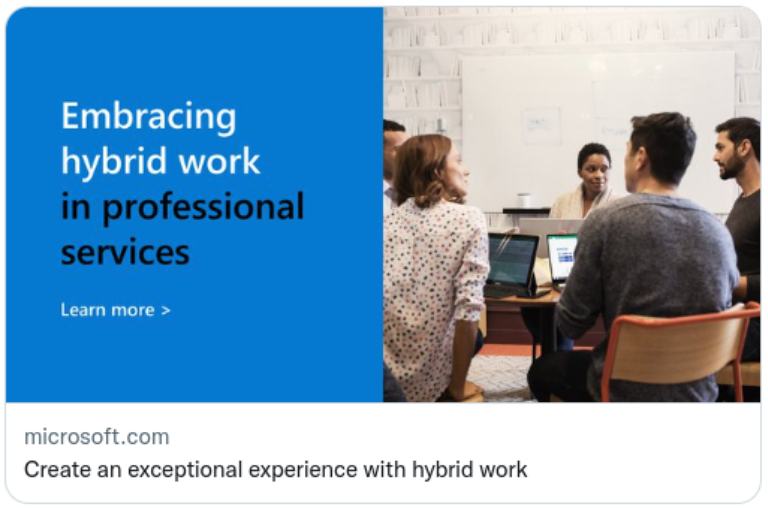 Embracing
hybrid work
in professional
services
Learn more >
microsoft.com
Create an exceptional experience with hybrid work